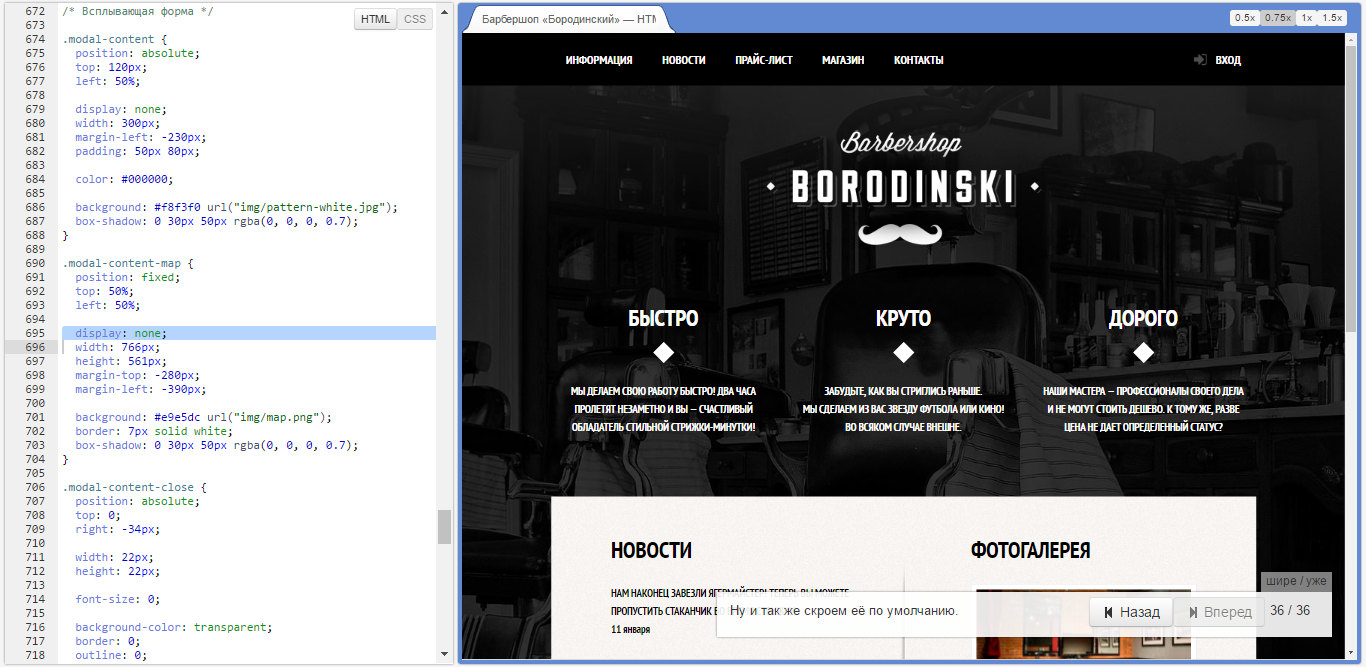 672 /* Всплывающая форма */
673
674 .modal-content {
675 position: absolute;
676 top: 120px;
677 left: 50%;
678
679 display: none;
680 width: 300px;
681 margin-left: -230px;
682 padding: 50px 80px;
683
684 color: #000000;
685
686 background: #f8f3f0 url("img/pattern-white.jpg");
687 box-shadow: 0 30px 50px rgba(0, 0, 0, 0.7);
688 }
689
690 .modal-content-map {
691 position: fixed;
692 top: 50%;
693 left: 50%;
694
695 display: none;
696 width: 766px;
697 height: 561px;
698 margin-top: -280px;
699 margin-left: -390px;
700
701 background: #e9e5dc url("img/map.png");
702 border: 7px solid white;
703 box-shadow: 0 30px 50px rgba(0, 0, 0, 0.7);
704 }
705
706 .modal-content-close {
707 position: absolute;
708 top: 0;
709 right: -34px;
710
711 width: 22px;
712 height: 22px;
713
714 font-size: 0;
715
716 background-color: transparent;
717 border: 0;
718 outline: 0;
HTML CSS
Барбершоп «Бородинский» — HTM
0.5x 0.75x 1x 1.5x
ИНФОРМАЦИЯ НОВОСТИ ПРАЙС-ЛИСТ МАГАЗИН КОНТАКТЫ ВХОД
Barbershop
BORODINSKI
БЫСТРО
МЫ ДЕЛАЕМ СВОЮ РАБОТУ БЫСТРО! ДВА ЧАСА
ПРОЛЕТЯТ НЕЗАМЕТНО И ВЫ — СЧАСТЛИВЫЙ
ОБЛАДАТЕЛЬ СТИЛЬНОЙ СТРИЖКИ-МИНУТКИ!
КРУТО
ЗАБУДЬТЕ, КАК ВЫ СТРИГЛИСЬ РАНЬШЕ.
МЫ СДЕЛАЕМ ИЗ ВАС ЗВЕЗДУ ФУТБОЛА ИЛИ КИНО!
ВО ВСЯКОМ СЛУЧАЕ ВНЕШНЕ.
ДОРОГО
НАШИ МАСТЕРА — ПРОФЕССИОНАЛЫ СВОЕГО ДЕЛА
И НЕ МОГУТ СТОИТЬ ДЕШЕВО. К ТОМУ ЖЕ, РАЗВЕ
ЦЕНА НЕ ДАЕТ ОПРЕДЕЛЕННЫЙ СТАТУС?
НОВОСТИ
НАМ НАКОНЕЦ ЗАВЕЗЛИ ЯГЕРМАЙСТЕР! ТЕПЕРЬ ВЫ МОЖЕТЕ
ПРОПУСТИТЬ СТАКАНЧИК
11 января
ФОТОГАЛЕРЕЯ
шире / уже
Ну и так же скроем её по умолчанию.
Назад Вперед 36 / 36